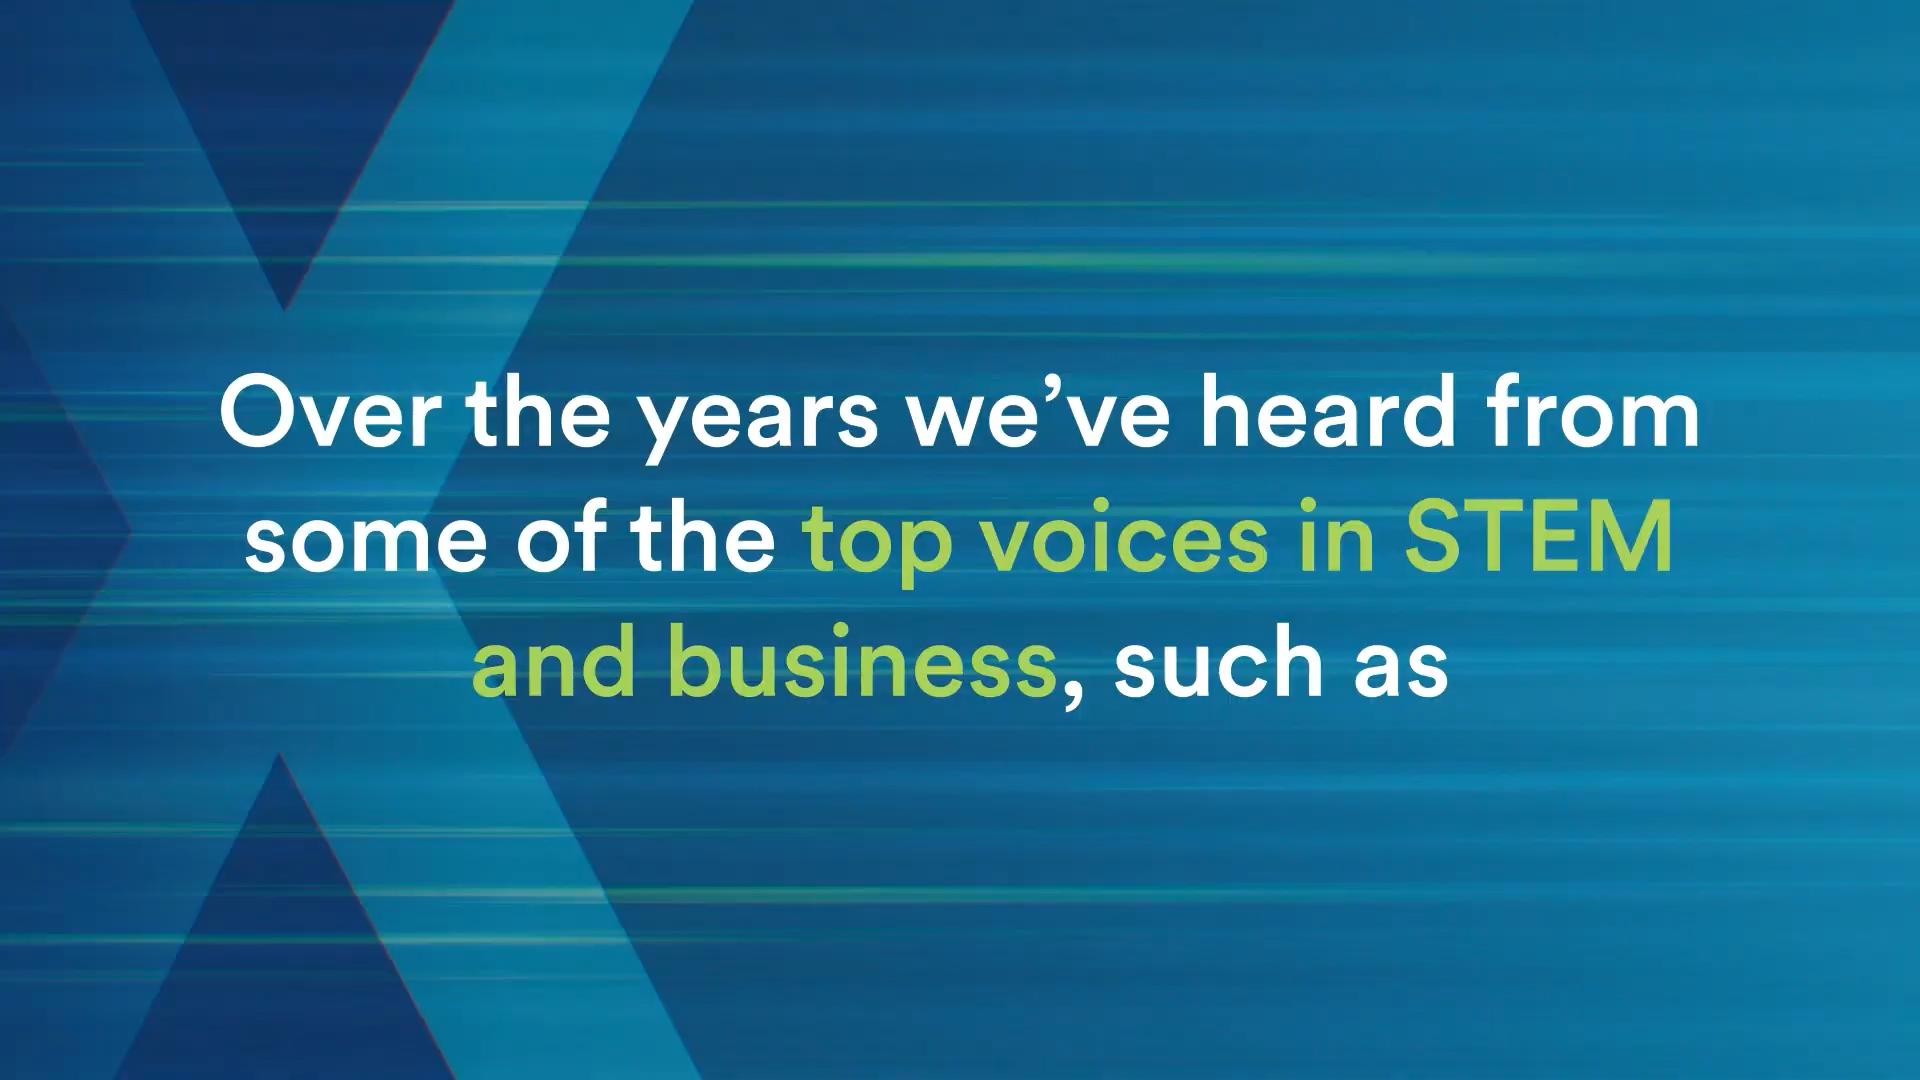 Over the years we’ve heard from
some of the top voices in STEM
and business, such as